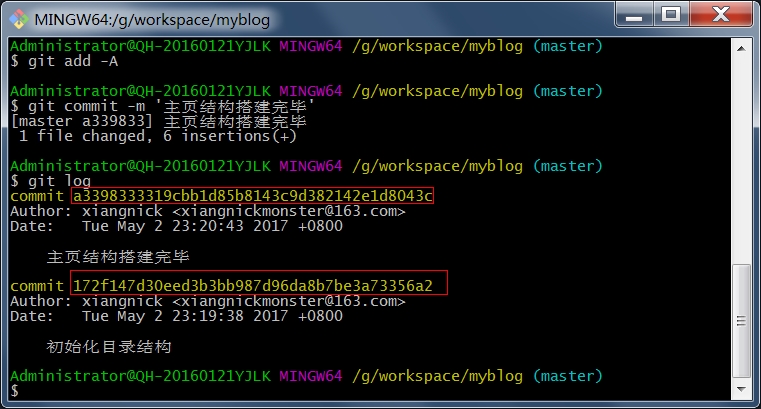 MINGW64:/g/workspace/myblog
Administrator@QH-20160121YJLK MINGW64 /g/workspace/myblog (master)
$ git add -A
Administrator@QH-20160121YJLK MINGW64 /g/workspace/myblog (master)
$ git commit -m '主页结构搭建完毕'
[master a339833] 主页结构搭建完毕
1 file changed, 6 insertions(+)
Administrator@QH-20160121YJLK MINGW64 /g/workspace/myblog (master)
$ git log
commit a3398333319cbb1d85b8143c9d382142e1d8043c
Author: xiangnick <xiangnickmonster@163.com>
Date: Tue May 2 23:20:43 2017 +0800
主页结构搭建完毕
commit 172f147d30eed3b3bb987d96da8b7be3a73356a2
Author: xiangnick <xiangnickmonster@163.com>
Date: Tue May 2 23:19:38 2017 +0800
初始化目录结构
Administrator@QH-20160121YJLK MINGW64 /g/workspace/myblog (master)
$